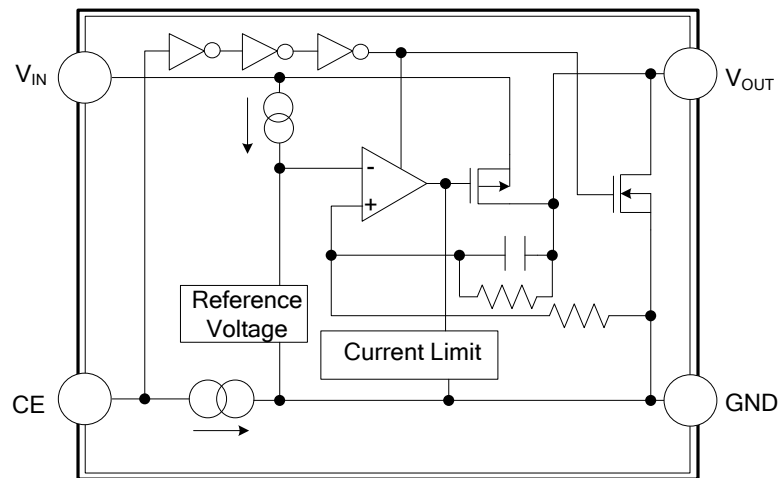 V_IN
V_OUT
-
+
Reference
Voltage
Current Limit
CE
GND